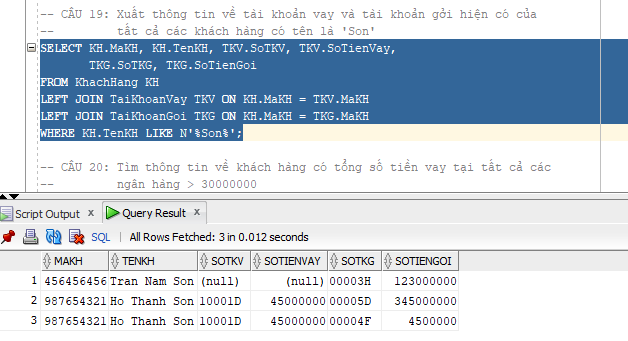 -- CÂU 19: Xuất thông tin về tài khoản vay và tài khoản gởi hiện có của
-- tất cả các khách hàng có tên là 'Son'
SELECT KH.MaKH, KH.TenKH, TKV.SoTKV, TKV.SoTienVay,
TKG.SoTKG, TKG.SoTienGoi
FROM KhachHang KH
LEFT JOIN TaiKhoanVay TKV ON KH.MaKH = TKV.MaKH
LEFT JOIN TaiKhoanGoi TKG ON KH.MaKH = TKG.MaKH
WHERE KH.TenKH LIKE N'%Son%';
-- CÂU 20: Tìm thông tin về khách hàng có tổng số tiền vay tại tất cả các
-- ngân hàng > 30000000
Script Output x Query Result x
SQL | All Rows Fetched: 3 in 0.012 seconds
MAKH TENKH SOTKV SOTIENVAY SOTKG SOTIENGOI
1 456456456 Tran Nam Son (null) (null) 00003H 123000000
2 987654321 Ho Thanh Son 10001D 45000000 00005D 345000000
3 987654321 Ho Thanh Son 10001D 45000000 00004F 4500000